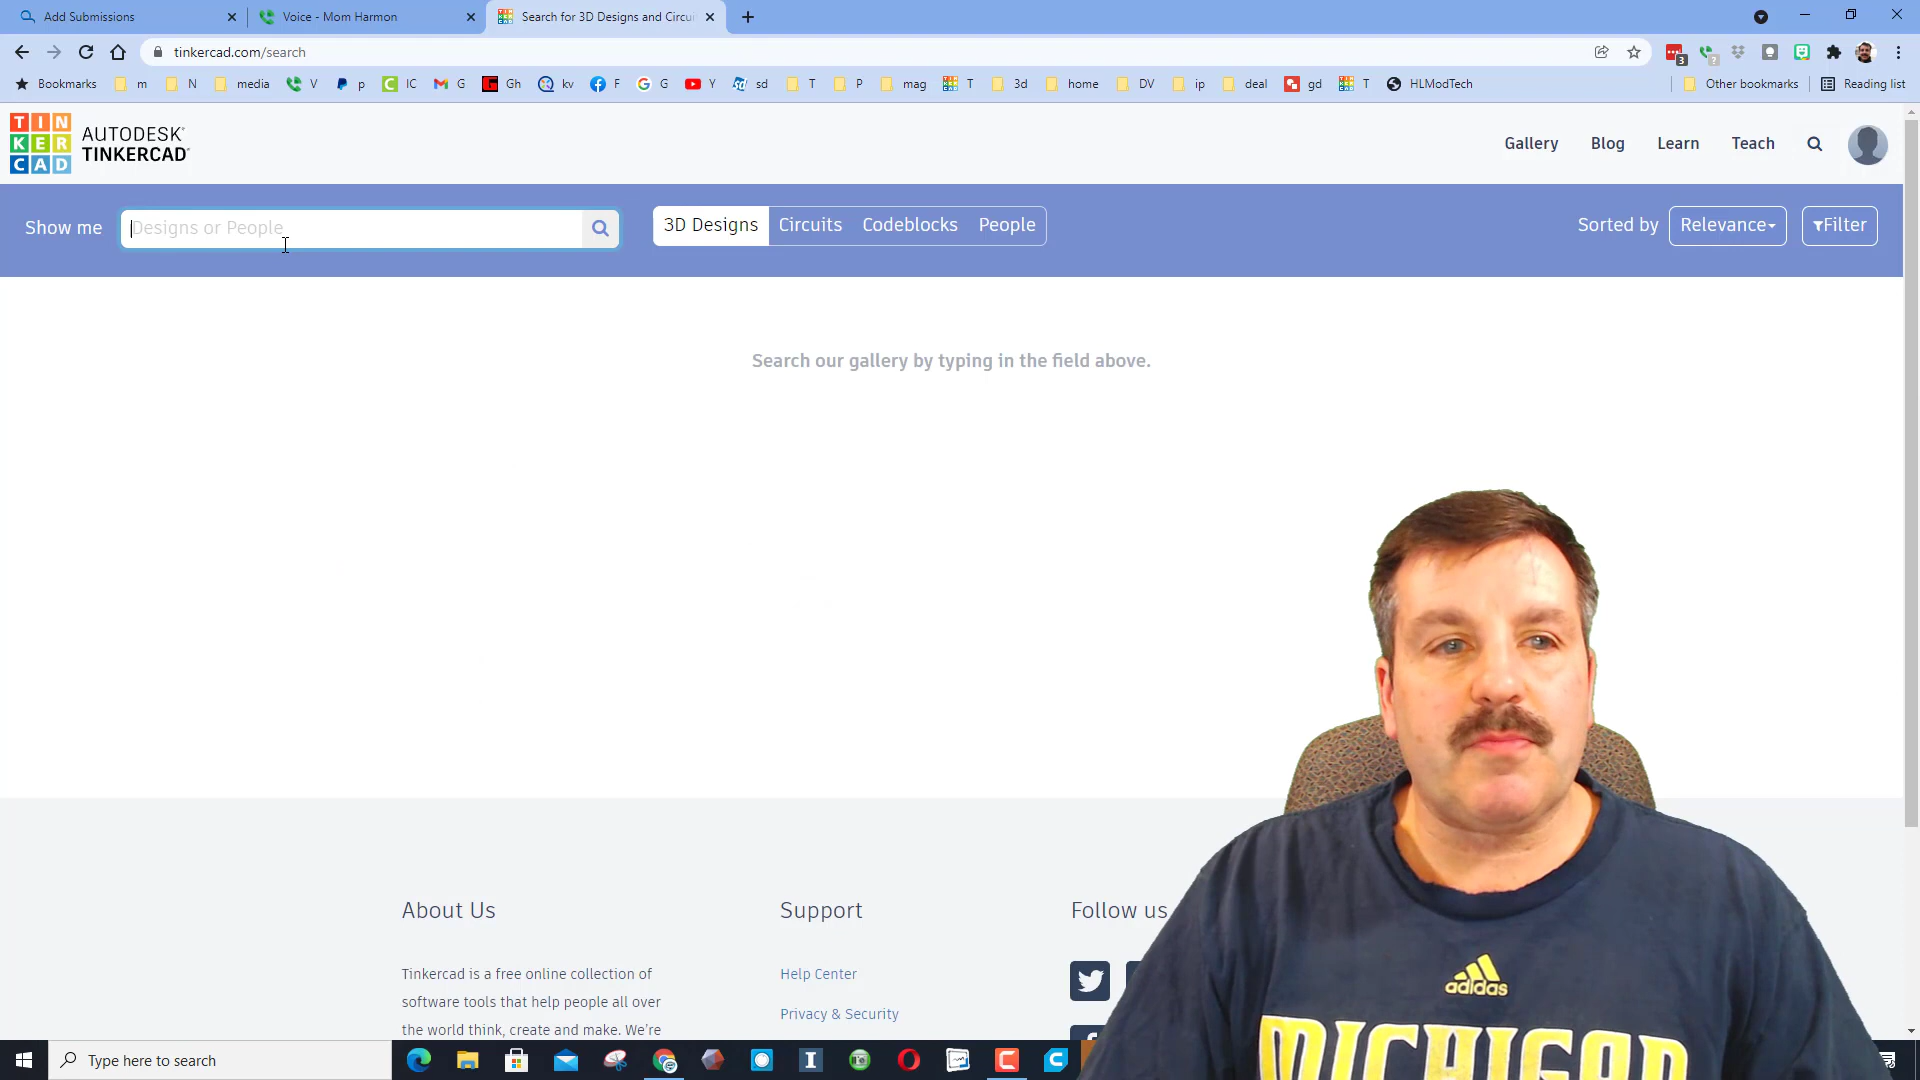 Add Submissions
Voice - Mom Harmon
Search for 3D Designs and Circui
tinkercad.com/search
3
?
Bookmarks m N media V p IC G Gh kv F G Y sd T P mag T 3d home DV ip deal gd T HLModTech Other bookmarks Reading list
TIN
KER
CAD
AUTODESK
TINKERCAD
Gallery Blog Learn Teach
Show me Designs or People 3D Designs Circuits Codeblocks People Sorted by Relevance Filter
Search our gallery by typing in the field above.
About Us
Support
Follow us
Tinkercad is a free online collection of
software tools that help people all over
the world think, create and make. We're
Help Center
Privacy & Security
adidas
MICHIGAN
Type here to search